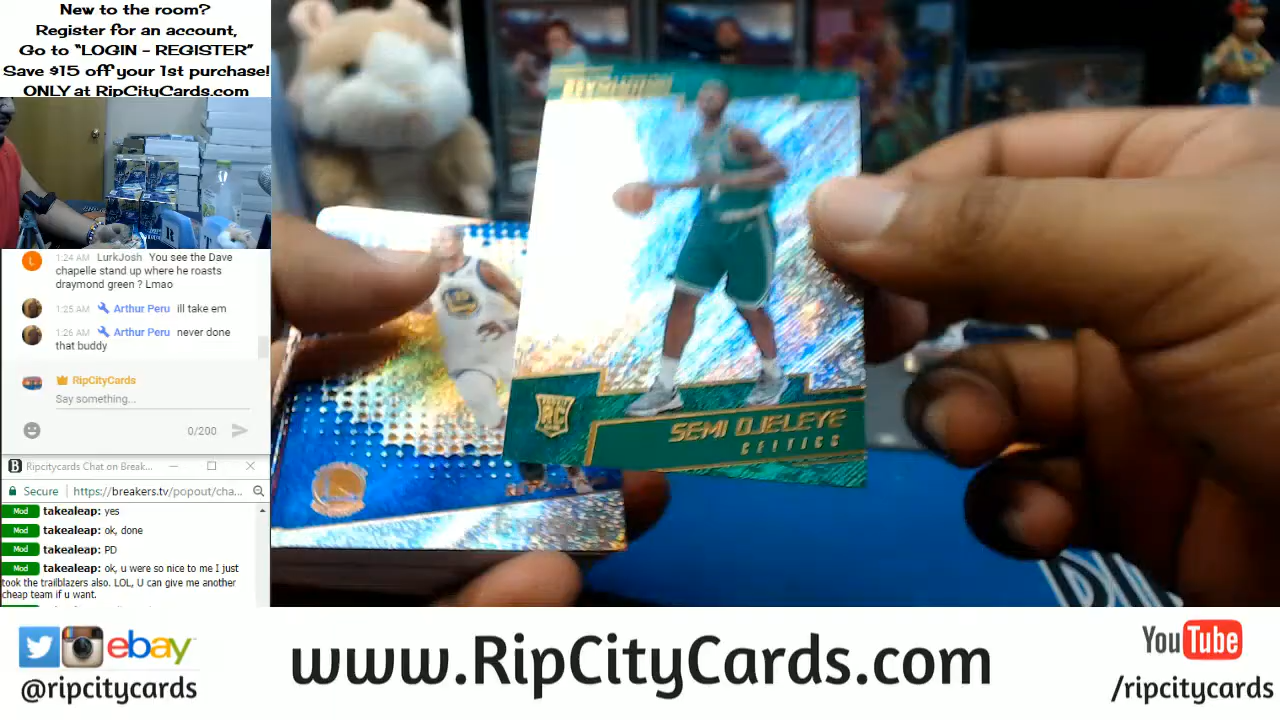 New to the room?
Register for an account,
Go to "LOGIN - REGISTER"
Save $15 off your 1st purchase!
ONLY at RipCityCards.com
L
1:24 AM LurkJosh You see the Dave
chapelle stand up where he roasts
draymond green ? Lmao
1:25 AM Arthur Peru ill take em
1:26 AM Arthur Peru never done
that buddy
RipCityCards
Say something...
0/200
B Ripcitycards Chat on Break...
Secure https://breakers.tv/popout/cha...
Mod takealeap: yes
Mod takealeap: ok, done
Mod takealeap: PD
Mod takealeap: ok, u were so nice to me I just
took the trailblazers also. LOL, U can give me another
cheap team if u want.
RC
SEMI OJELEYE
CELTICS
ebay
@ripcitycards
www.RipCityCards.com
YouTube
/ripcitycards